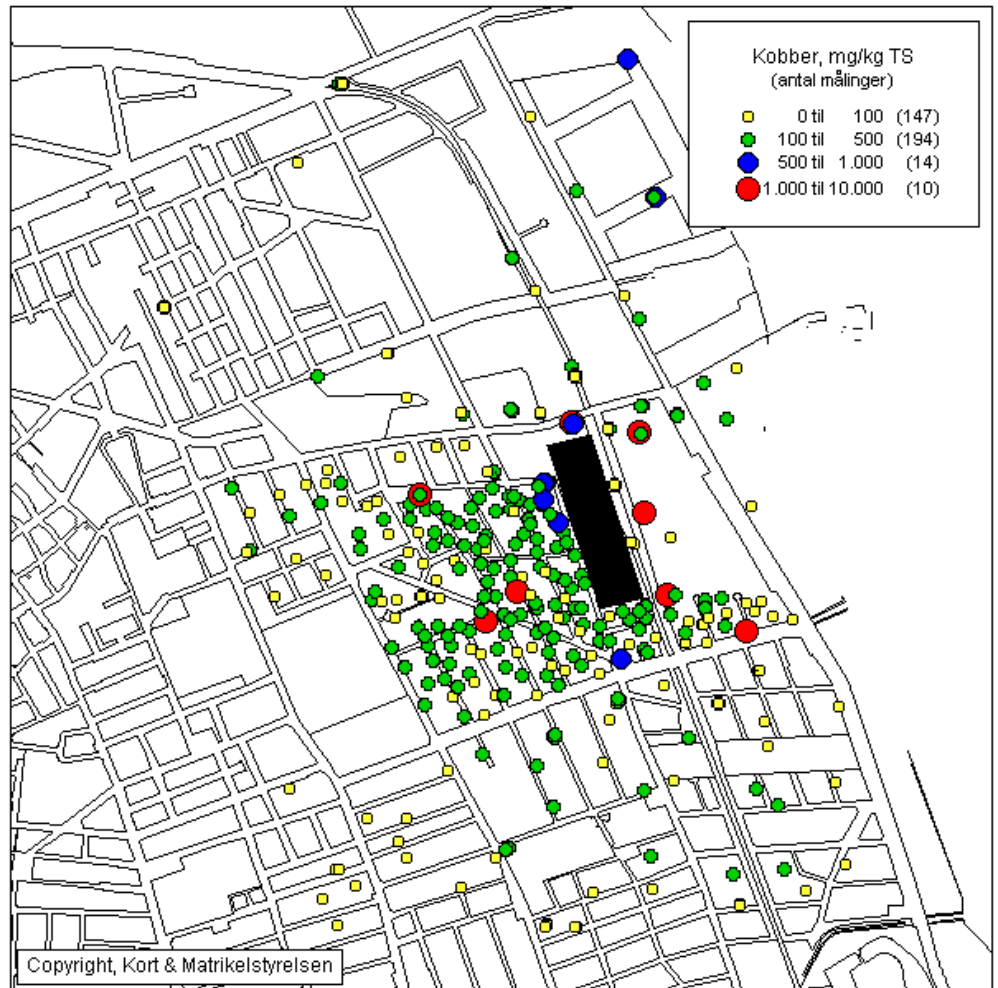 Kobber, mg/kg TS
(antal målinger)
0 til 100 (147)
100 til 500 (194)
500 til 1.000 (14)
1.000 til 10.000 (10)
Copyright, Kort & Matrikelstyrelsen